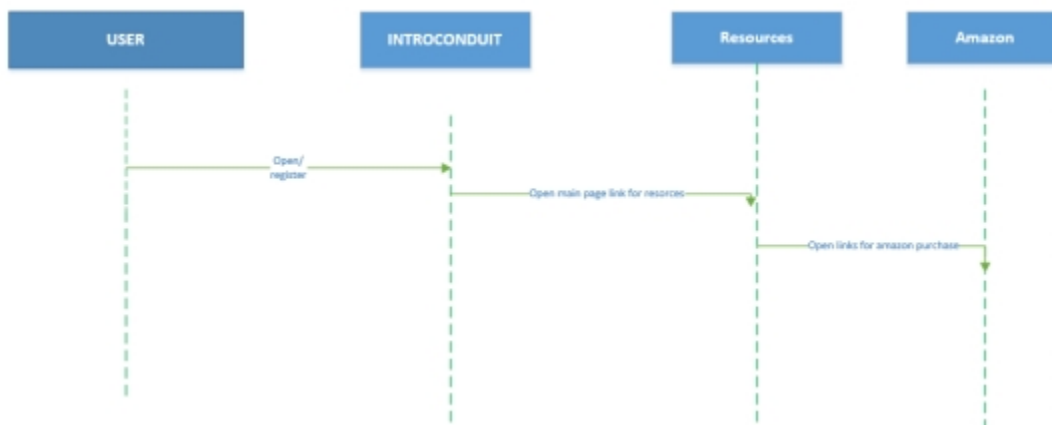 USER
INTROCONDUIT
Resources
Amazon
Open/
register
Open main page link for resorces
Open links for amazon purchase